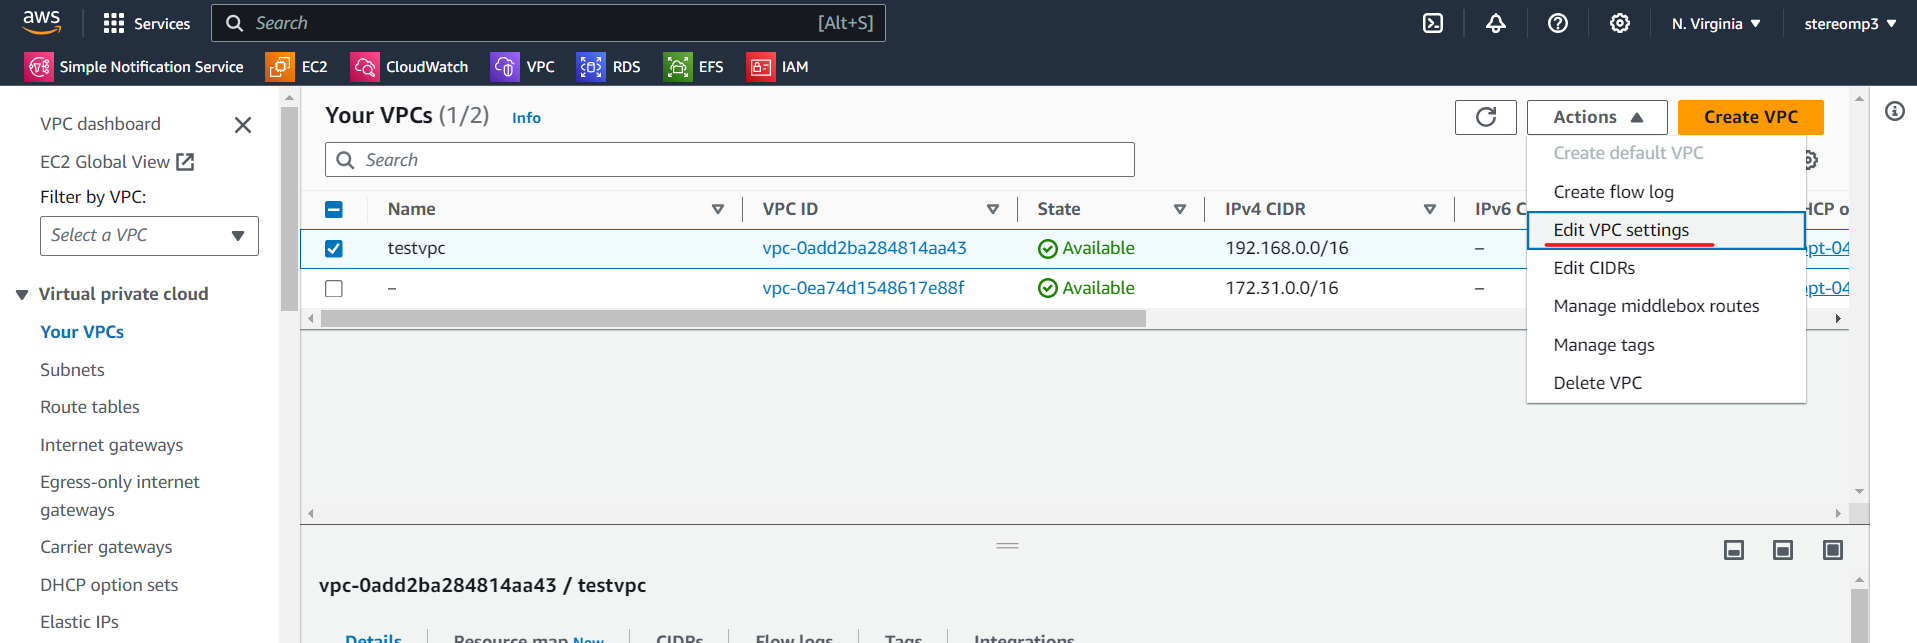 aws
Services
Search
[Alt+S]
N. Virginia
stereomp3
Simple Notification Service
EC2
CloudWatch
VPC
RDS
EFS
IAM
VPC dashboard
EC2 Global View
Filter by VPC:
Select a VPC
Virtual private cloud
Your VPCs
Subnets
Route tables
Internet gateways
Egress-only internet
gateways
Carrier gateways
DHCP option sets
Elastic IPs
Your VPCs (1/2) Info
Actions
Create VPC
Search
Name VPC ID State IPv4 CIDR IPv6 C HCP o
testvpc vpc-0add2ba284814aa43 Available 192.168.0.0/16 – opt-04
– vpc-0ea74d1548617e88f Available 172.31.0.0/16 – opt-04
Create default VPC
Create flow log
Edit VPC settings
Edit CIDRs
Manage middlebox routes
Manage tags
Delete VPC
vpc-0add2ba284814aa43 / testvpc
Details Resource map New CIDRs Flow logs Tags Integrations